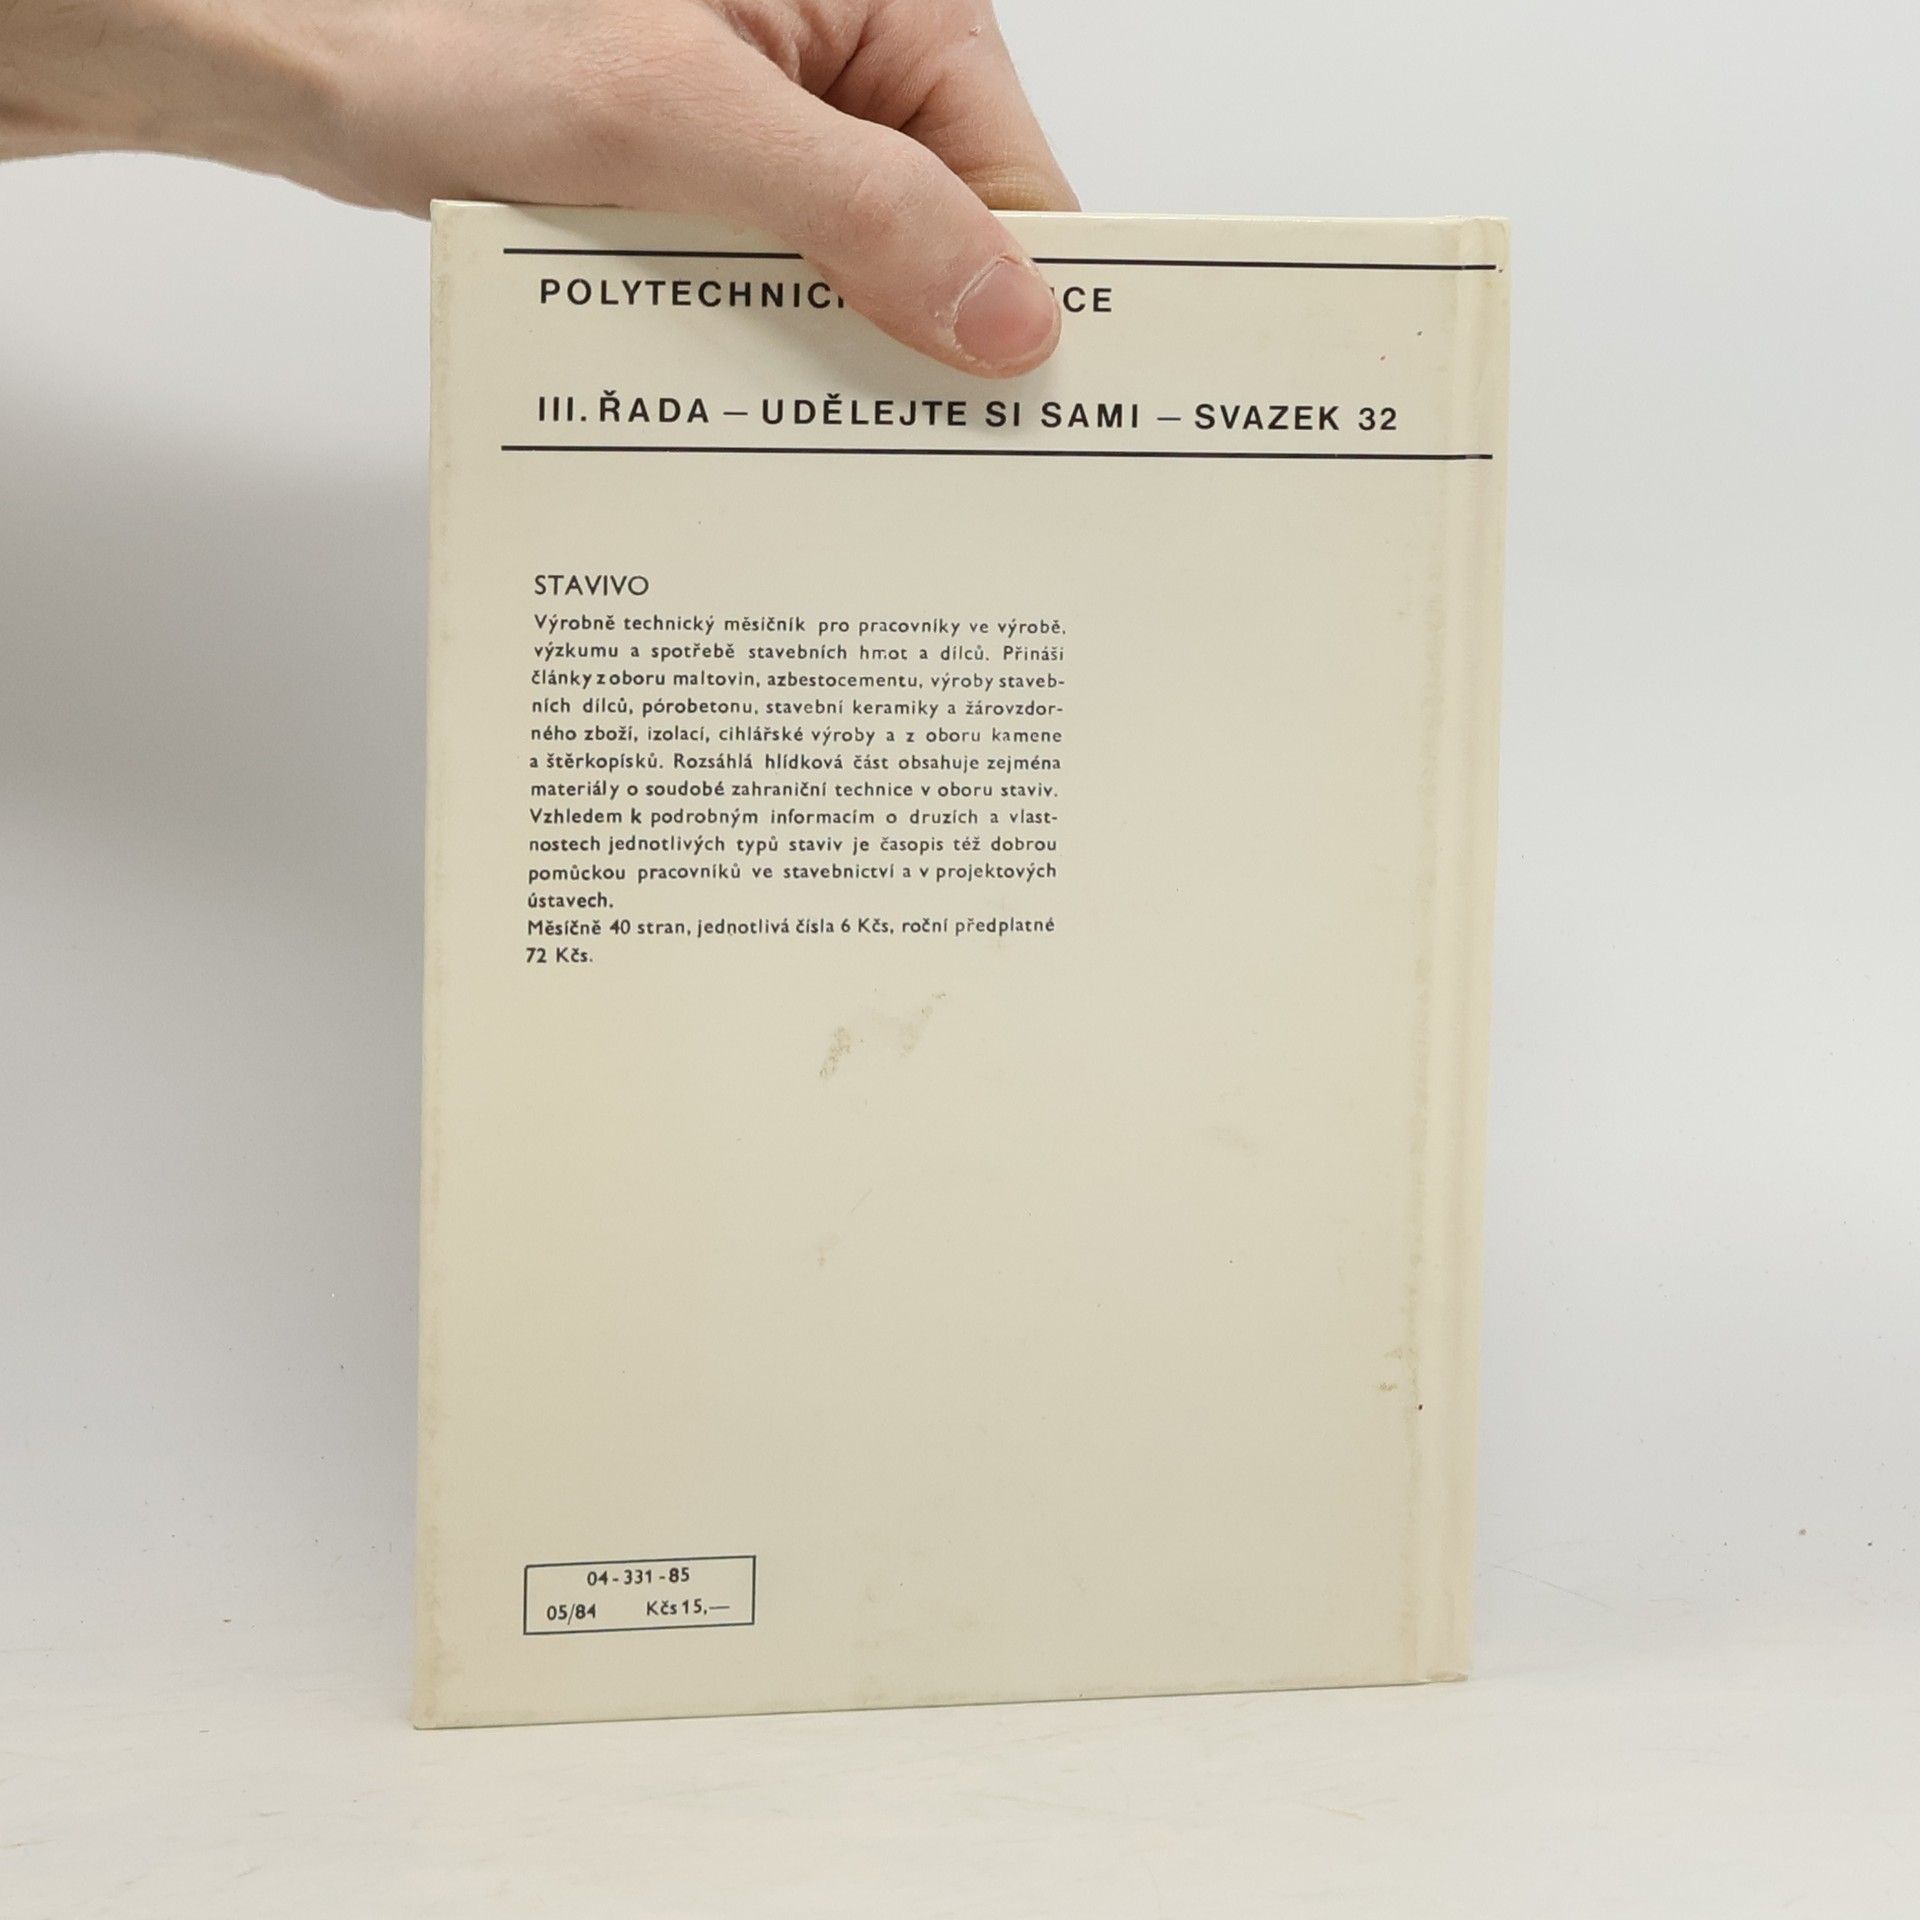 III. ŘADA – UDĚLEJTE SI SAMI – SVAZEK 32
STAVIVO
Výrobně technický měsíčník pro pracovníky ve výrobě,
výzkumu a spotřebě stavebních hmot a dílců. Přináši
články z oboru maltovin, azbestocementu, výroby staveb-
ních dílců, pórobetonu, stavební keramiky a žárovzdor-
ného zboží, izolací, cihlářské výroby a z oboru kamene
a štěrkopísků. Rozsáhlá hlídková část obsahuje zejména
materiály o soudobé zahraniční technice v oboru staviv.
Vzhledem k podrobným informacím o druzích a vlast-
nostech jednotlivých typů staviv je časopis též dobrou
pomůckou pracovníků ve stavebnictví a v projektových
ústavech.
Měsíčně 40 stran, jednotlivá čísla 6 Kčs, roční předplatné
72 Kčs.
04-331-85
05/84 Kčs 15,—